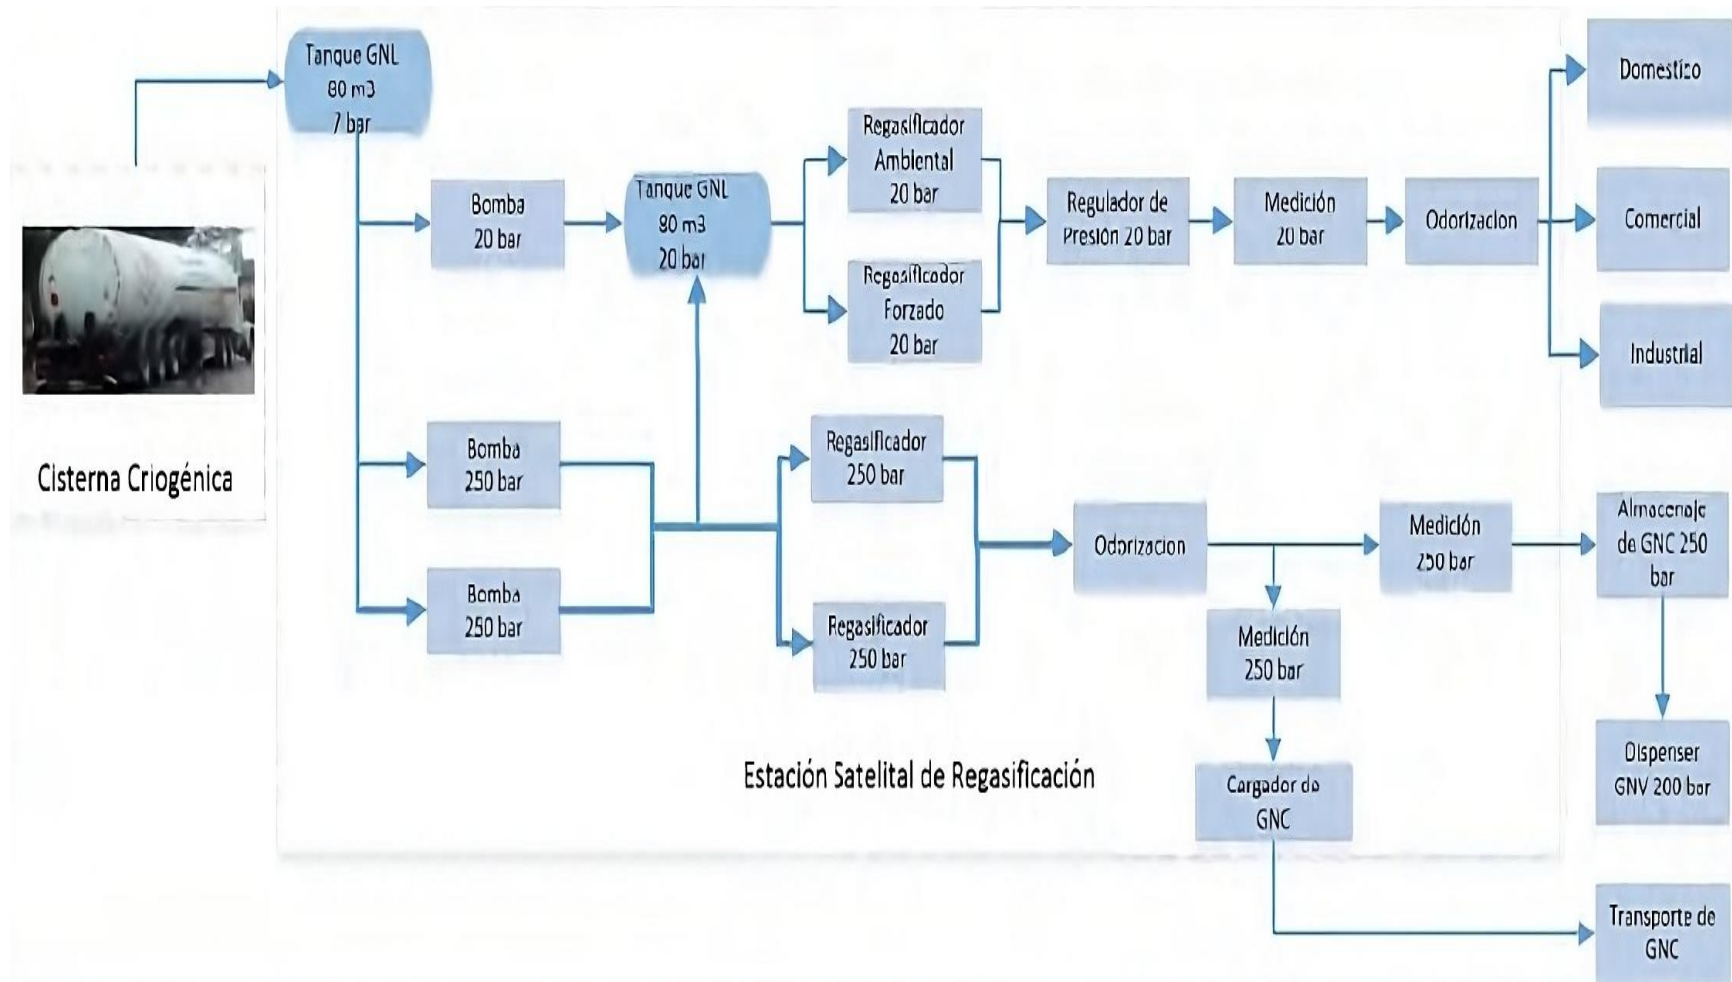 Tanque GNL
80 m3
7 bar
Bomba
20 bar
Tanque GNL
80 m3
20 bar
Regasificador
Ambiental
20 bar
Regasificador
Forzado
20 bar
Regulador de
Presión 20 bar
Medición
20 bar
Odorizacion
Domestico
Comercial
Industrial
Cisterna Criogénica
Bomba
250 bar
Bomba
250 bar
Regasificador
250 bar
Regasificador
250 bar
Odorizacion
Medición
250 bar
Medición
250 bar
Almacenaje
de GNC 250
bar
Cargador de
GNC
Dispenser
GNV 200 bar
Transporte de
GNC
Estación Satelital de Regasificación